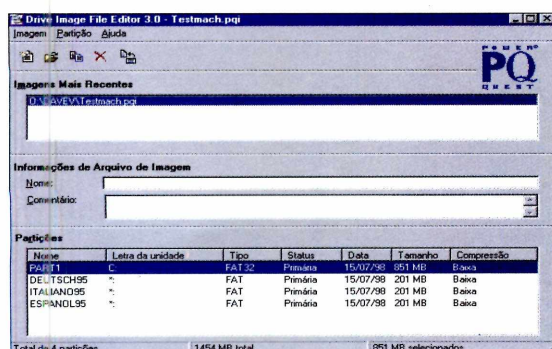 Drive Image File Editor 3.0 - Testmach.pqi
Imagem Partição Ajuda
POWER
PQ
QUEST
Imagens Mais Recentes
D:\DAVEV\Testmach.pqi
Informações de Arquivo de Imagem
Nome:
Comentário:
Partições
Nome Letra da unidade Tipo Status Data Tamanho Compressão
PART1 C: FAT32 Primária 15/07/98 851 MB Baixa
DEUTSCH95 *: FAT Primária 15/07/98 201 MB Baixa
ITALIANO95 *: FAT Primária 15/07/98 201 MB Baixa
ESPANOL95 *: FAT Primária 15/07/98 201 MB Baixa
Total de 4 partições 1454 MB total 851 MB selecionados